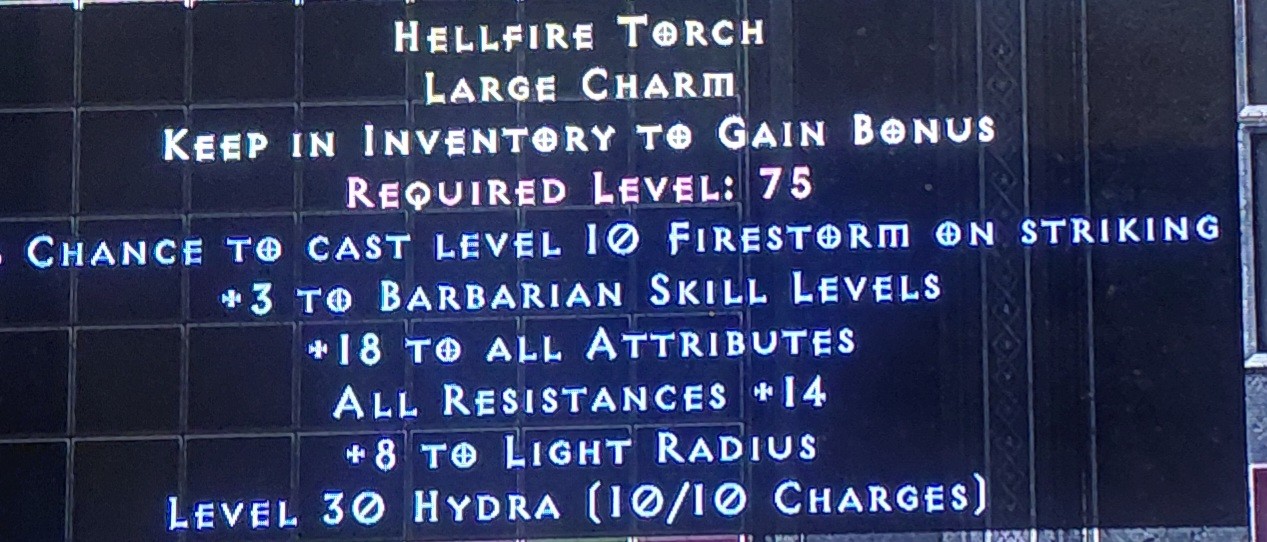 Hellfire Torch
Large Charm
Keep in Inventory to Gain Bonus
Required Level: 75
Chance to cast level 10 Firestorm on striking
+3 to Barbarian Skill Levels
+18 to all Attributes
All Resistances +14
+8 to Light Radius
Level 30 Hydra (10/10 Charges)